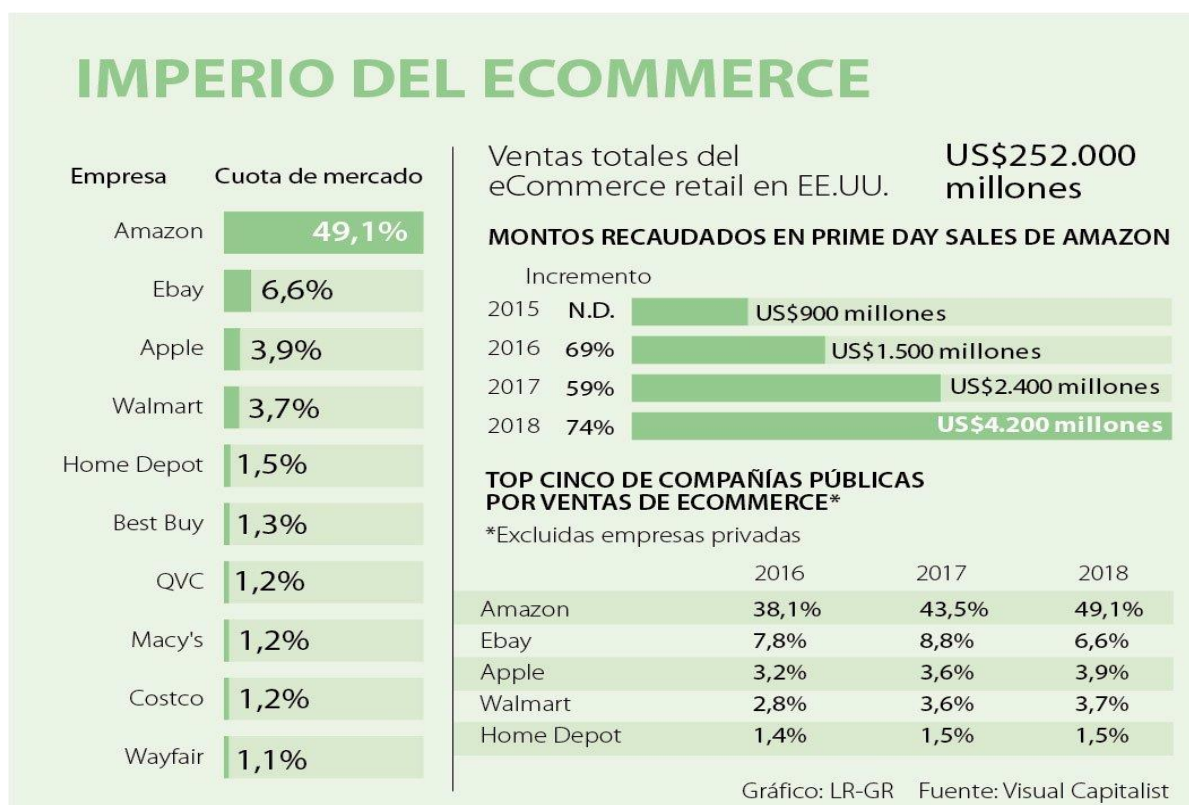 IMPERIO DEL ECOMMERCE
Empresa Cuota de mercado
Amazon 49,1%
Ebay 6,6%
Apple 3,9%
Walmart 3,7%
Home Depot 1,5%
Best Buy 1,3%
QVC 1,2%
Macy's 1,2%
Costco 1,2%
Wayfair 1,1%
Ventas totales del
eCommerce retail en EE.UU.
US$252.000
millones
MONTOS RECAUDADOS EN PRIME DAY SALES DE AMAZON
Incremento
2015 N.D. US$900 millones
2016 69% US$1.500 millones
2017 59% US$2.400 millones
2018 74% US$4.200 millones
TOP CINCO DE COMPAÑÍAS PÚBLICAS
POR VENTAS DE ECOMMERCE*
*Excluidas empresas privadas
2016 2017 2018
Amazon 38,1% 43,5% 49,1%
Ebay 7,8% 8,8% 6,6%
Apple 3,2% 3,6% 3,9%
Walmart 2,8% 3,6% 3,7%
Home Depot 1,4% 1,5% 1,5%
Gráfico: LR-GR Fuente: Visual Capitalist